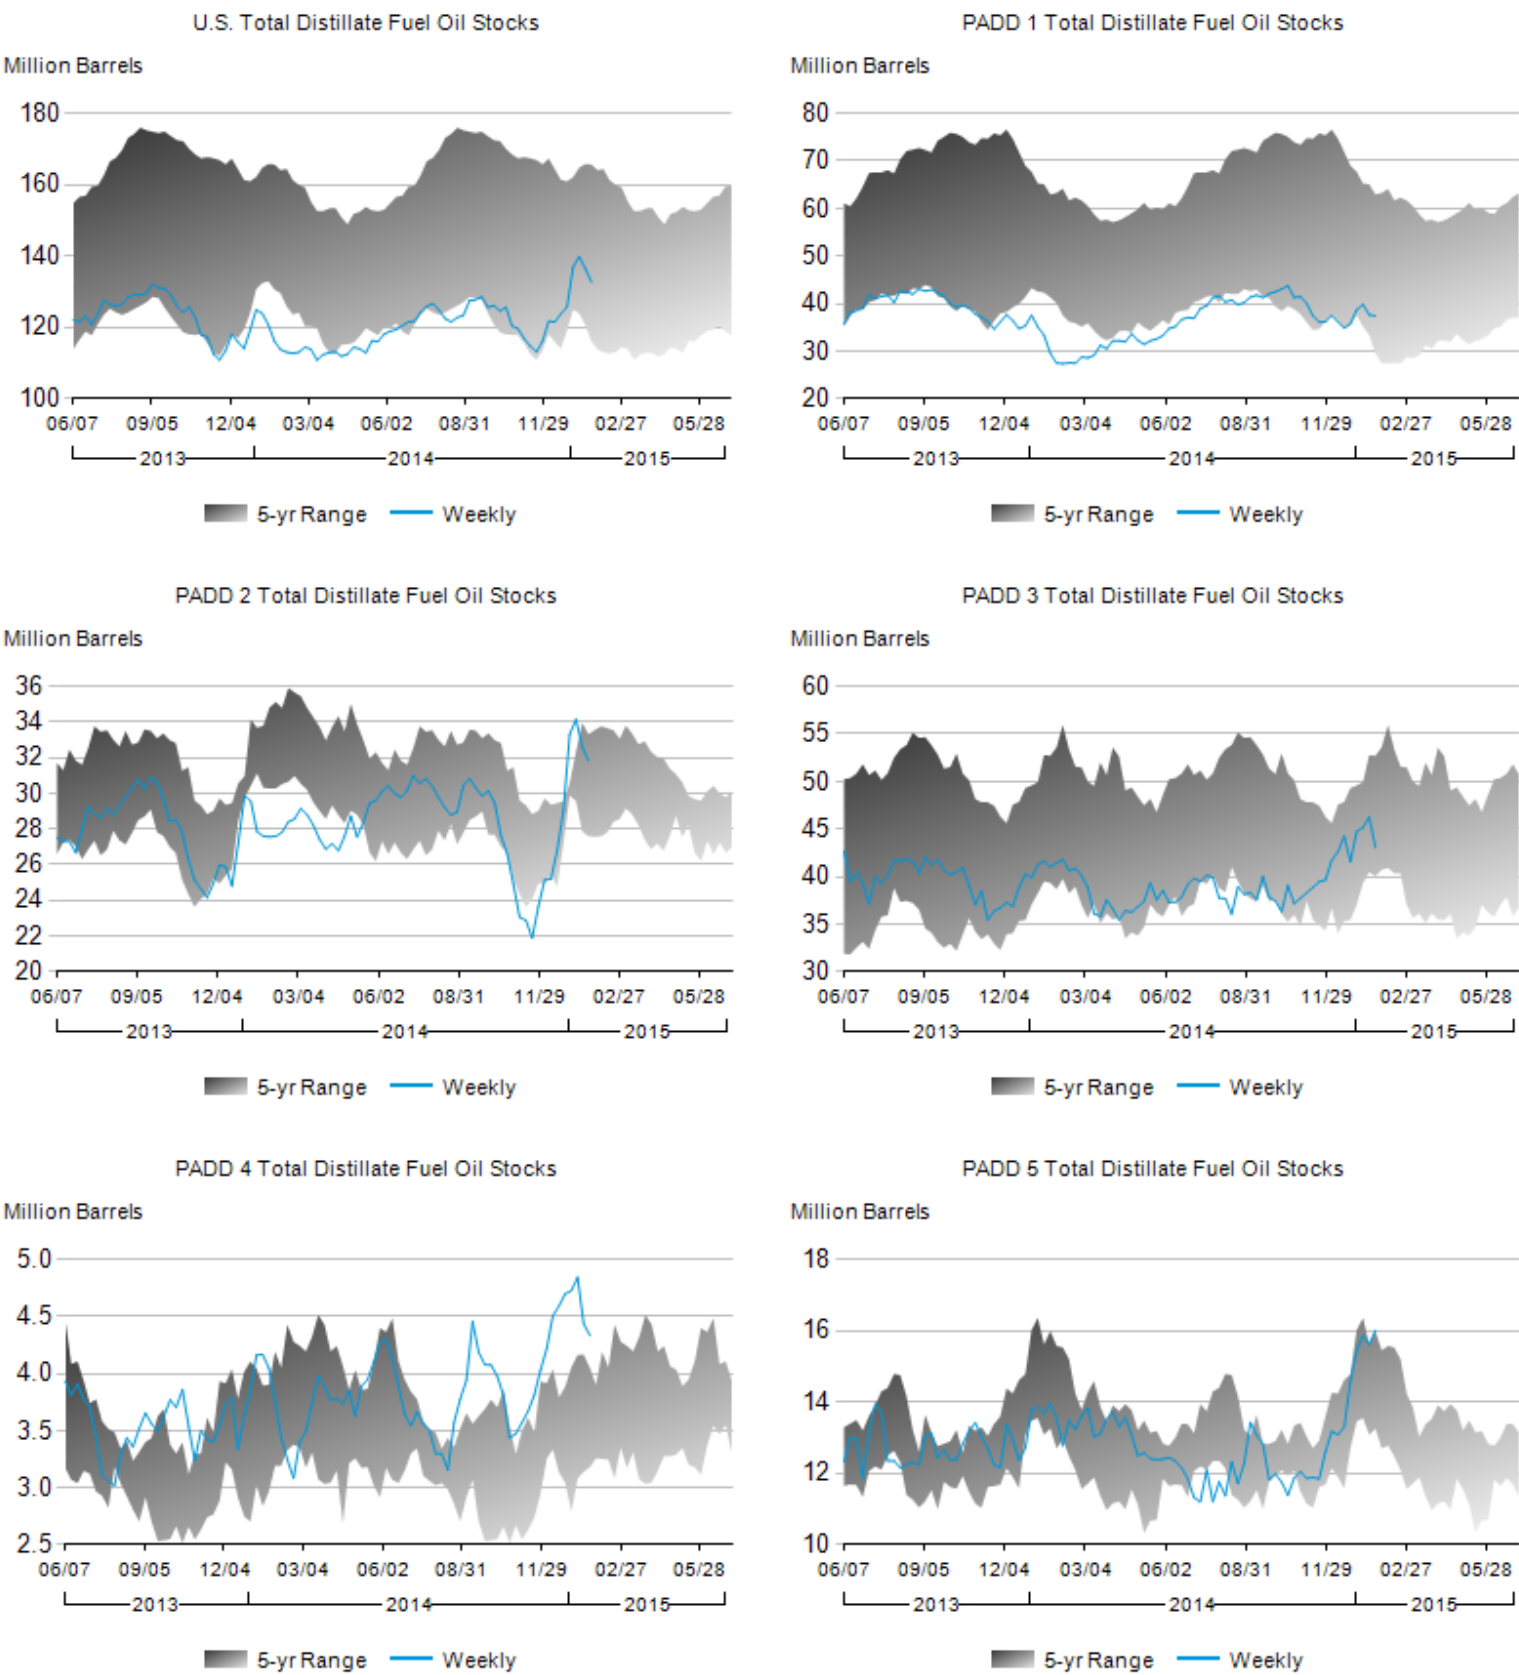 U.S. Total Distillate Fuel Oil Stocks
Million Barrels
180
160
140
120
100
06/07 09/05 12/04 03/04 06/02 08/31 11/29 02/27 05/28
2013 2014 2015
5-yr Range Weekly
PADD 1 Total Distillate Fuel Oil Stocks
Million Barrels
80
70
60
50
40
30
20
06/07 09/05 12/04 03/04 06/02 08/31 11/29 02/27 05/28
2013 2014 2015
5-yr Range Weekly
PADD 2 Total Distillate Fuel Oil Stocks
Million Barrels
36
34
32
30
28
26
24
22
20
06/07 09/05 12/04 03/04 06/02 08/31 11/29 02/27 05/28
2013 2014 2015
5-yr Range Weekly
PADD 3 Total Distillate Fuel Oil Stocks
Million Barrels
60
55
50
45
40
35
30
06/07 09/05 12/04 03/04 06/02 08/31 11/29 02/27 05/28
2013 2014 2015
5-yr Range Weekly
PADD 4 Total Distillate Fuel Oil Stocks
Million Barrels
5.0
4.5
4.0
3.5
3.0
2.5
06/07 09/05 12/04 03/04 06/02 08/31 11/29 02/27 05/28
2013 2014 2015
5-yr Range Weekly
PADD 5 Total Distillate Fuel Oil Stocks
Million Barrels
18
16
14
12
10
06/07 09/05 12/04 03/04 06/02 08/31 11/29 02/27 05/28
2013 2014 2015
5-yr Range Weekly